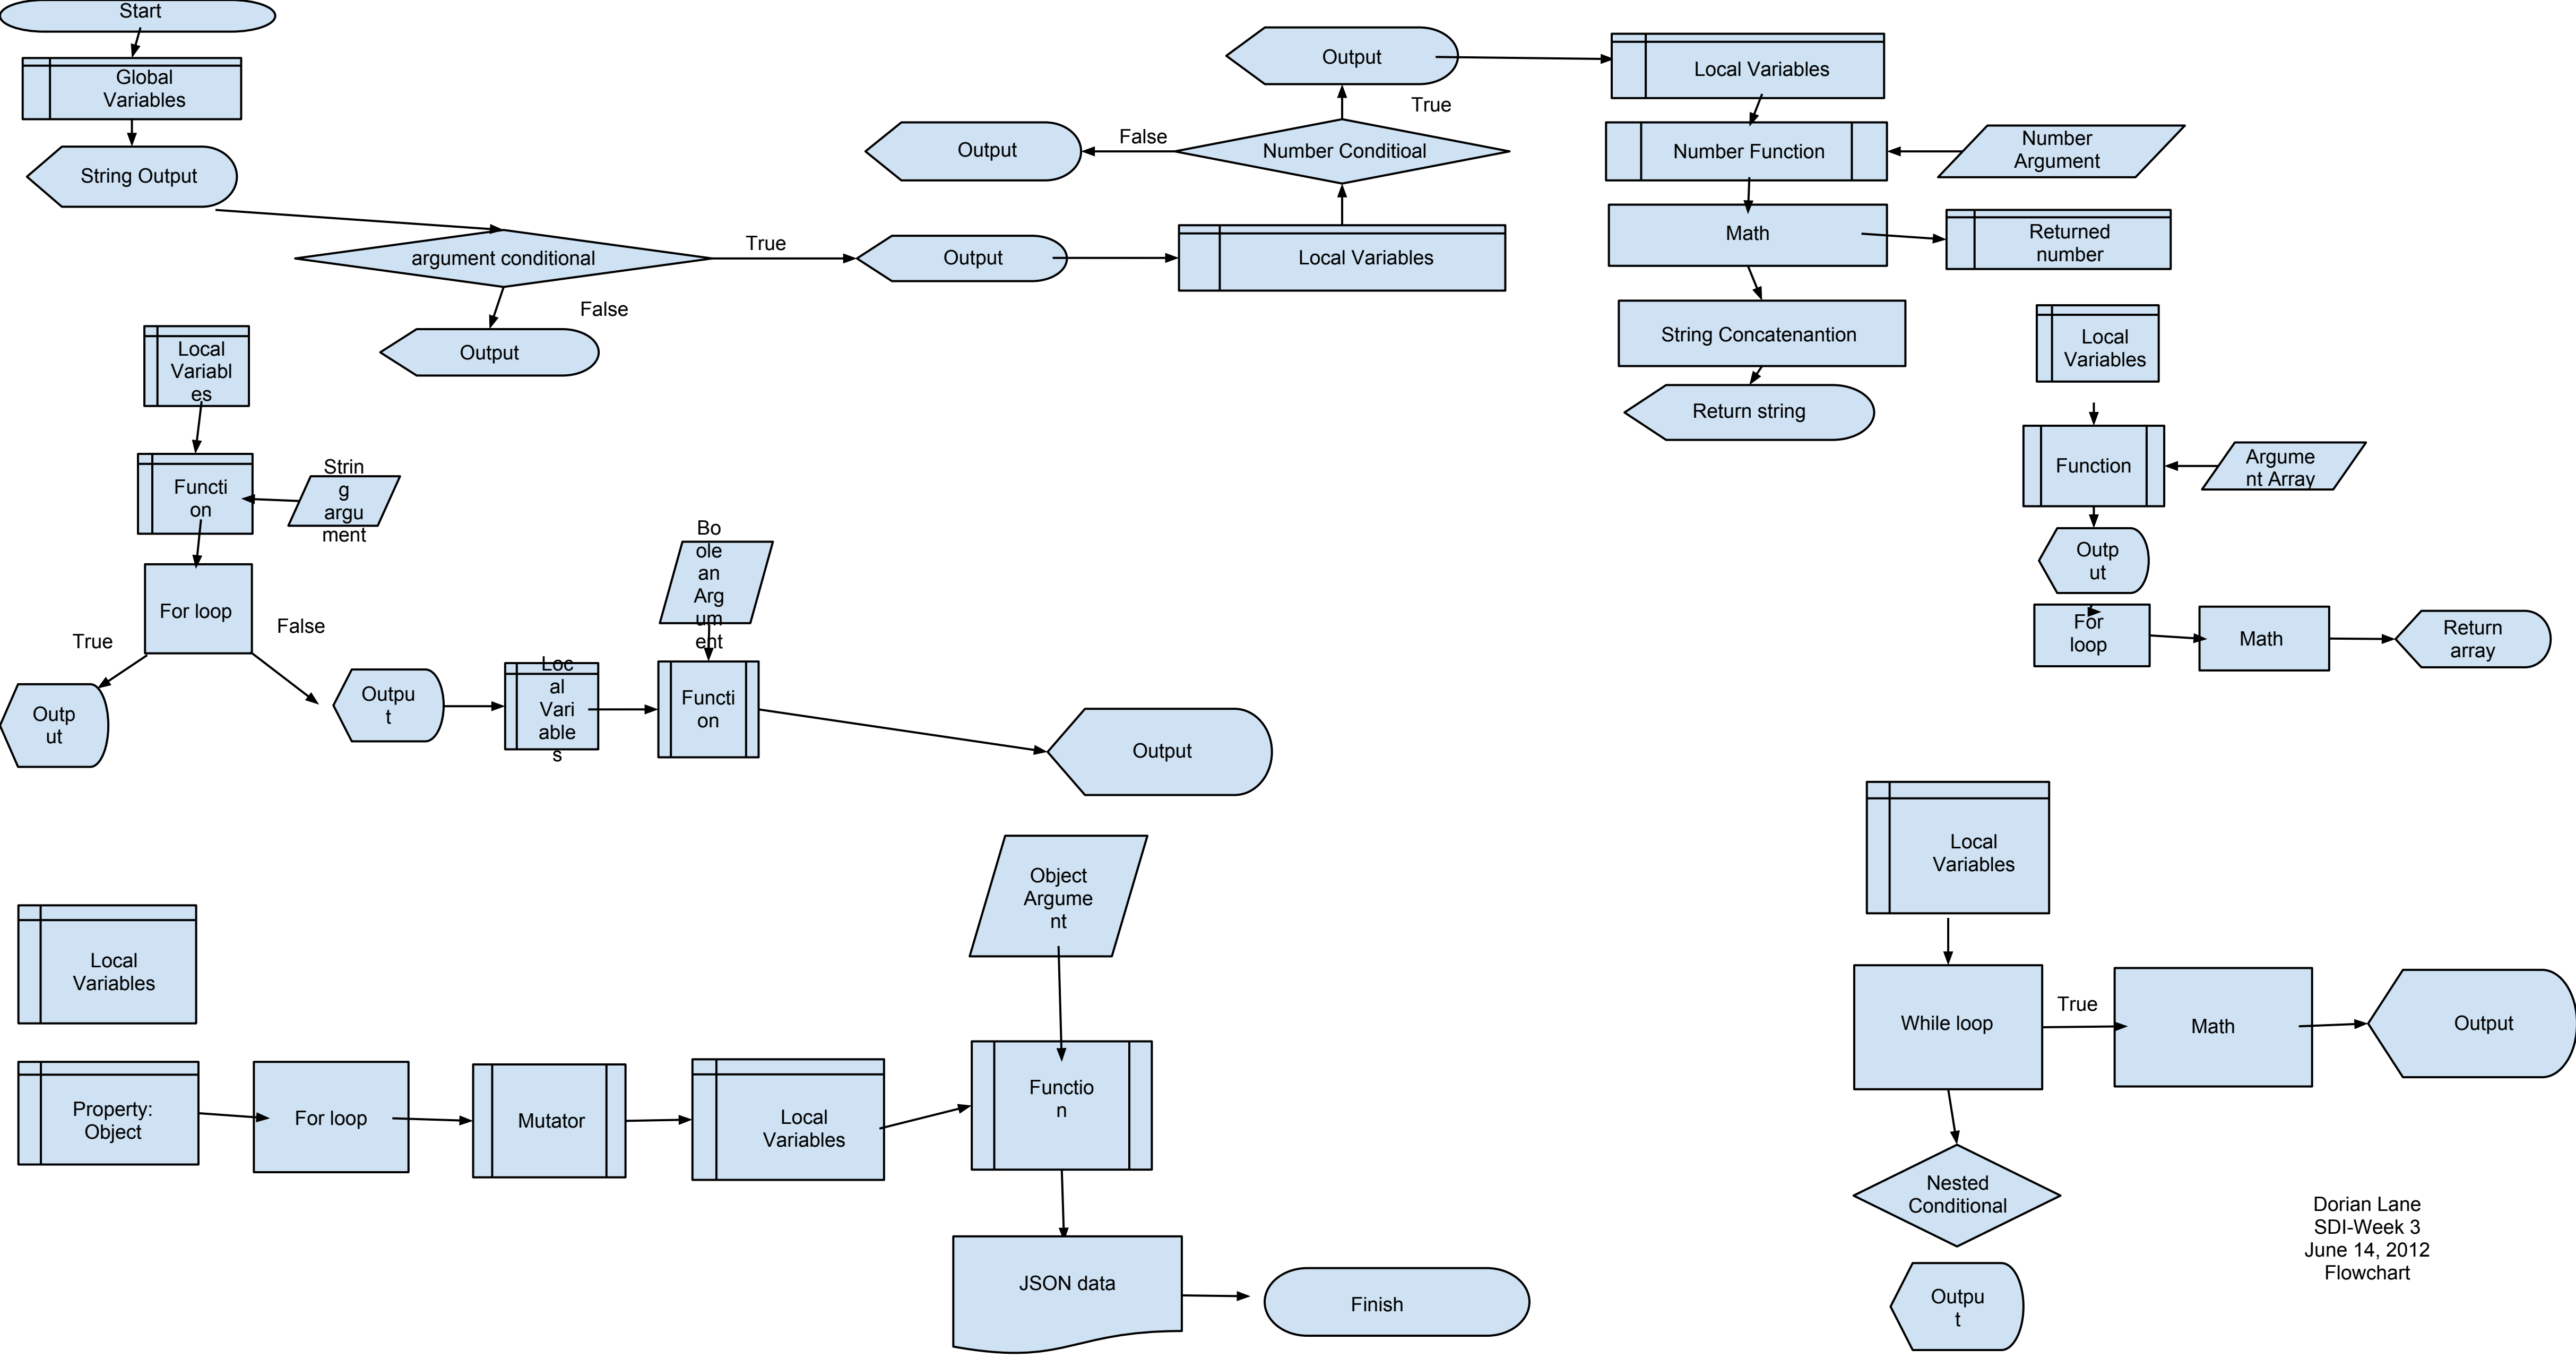 Start
Global
Variables
String Output
argument conditional
True
False
Output
Output
Local Variables
Number Conditioal
False
Output
True
Output
Local Variables
Number Function
Number
Argument
Math
Returned
number
String Concatenantion
Return string
Local
Variables
Function
Argume
nt Array
Outp
ut
For
loop
Math
Return
array
Local
Variabl
es
Functi
on
Strin
g
argu
ment
For loop
True
False
Outp
ut
Outpu
t
Loc
al
Vari
able
s
Bo
ole
an
Arg
um
ent
Functi
on
Output
Local
Variables
While loop
True
Math
Output
Nested
Conditional
Outpu
t
Local
Variables
Property:
Object
For loop
Mutator
Local
Variables
Object
Argume
nt
Functio
n
JSON data
Finish
Dorian Lane
SDI-Week 3
June 14, 2012
Flowchart